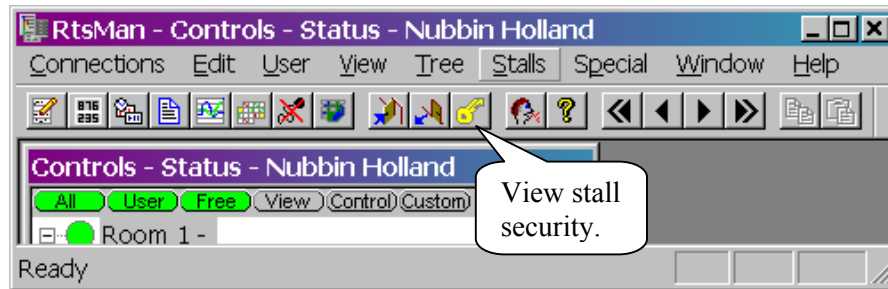 RtsMan - Controls - Status - Nubbin Holland
Connections Edit User View Tree Stalls Special Window Help
876
235
Controls - Status - Nubbin Holland
All User Free View Control Custom
View stall
security.
Room 1 -
Ready